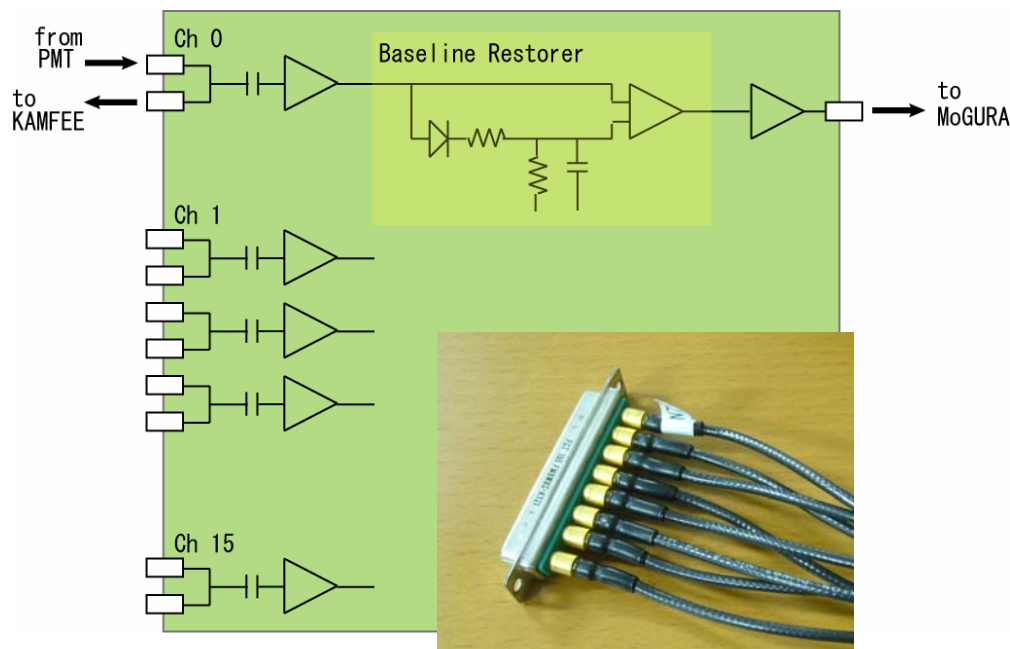 from
PMT
to
KAMFEE
Ch 0
Baseline Restorer
to
MoGURA
Ch 1
Ch 15